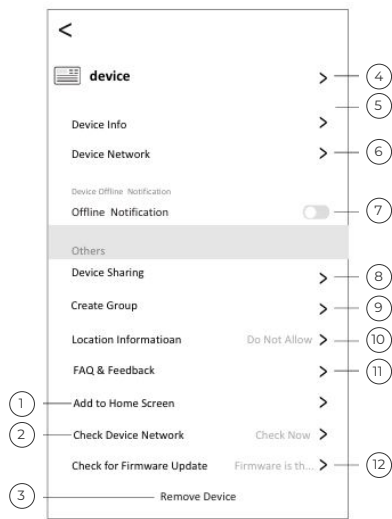 <
device > 4
5
Device Info >
Device Network > 6
Device Offline Notification
Offline Notification 7
Others
Device Sharing > 8
Create Group > 9
Location Informatioan Do Not Allow > 10
FAQ & Feedback > 11
1 Add to Home Screen >
2 Check Device Network Check Now >
Check for Firmware Update Firmware is th... > 12
3 Remove Device